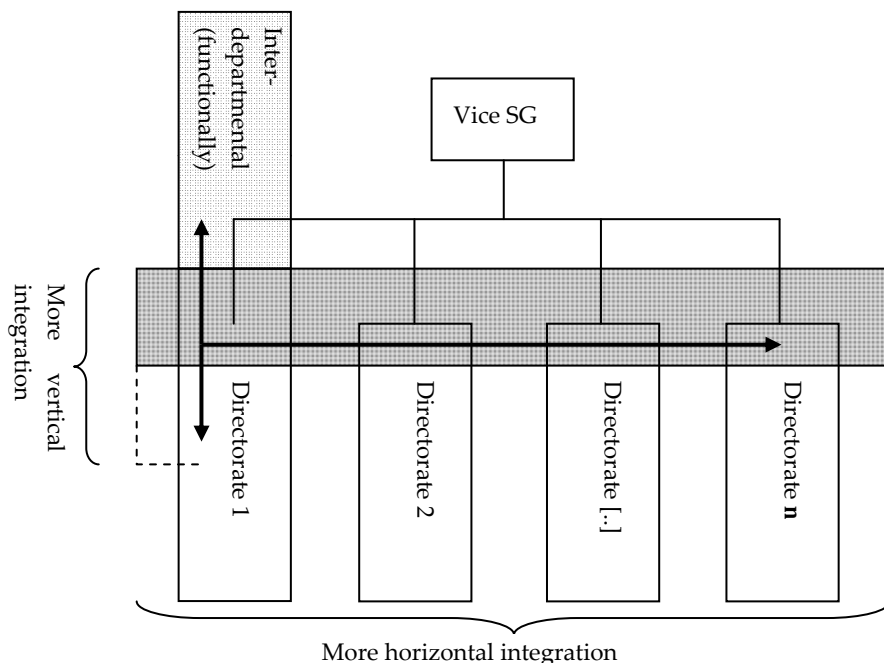 Inter-
departmental
(functionally)
Vice SG
More vertical
integration
Directorate 1
Directorate 2
Directorate [..]
Directorate n
More horizontal integration